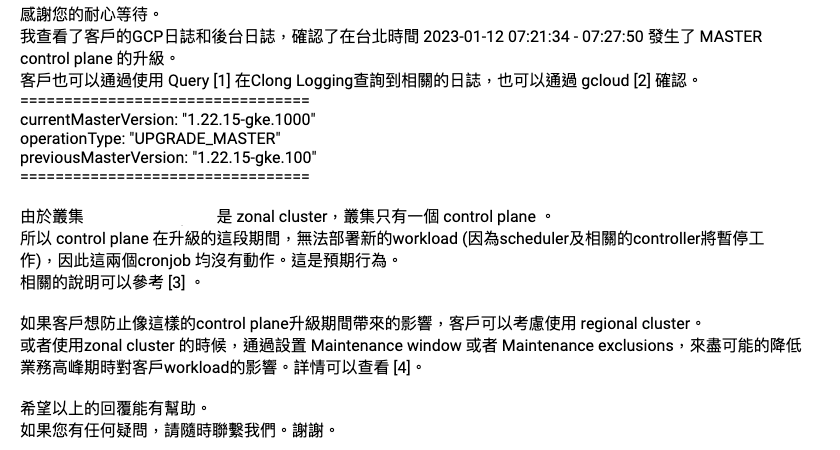 感謝您的耐心等待。
我查看了客戶的GCP日誌和後台日誌，確認了在台北時間 2023-01-12 07:21:34 - 07:27:50 發生了 MASTER
control plane 的升級。
客戶也可以通過使用 Query [1] 在Clong Logging查詢到相關的日誌，也可以通過 gcloud [2] 確認。
=================================
currentMasterVersion: "1.22.15-gke.1000"
operationType: "UPGRADE_MASTER"
previousMasterVersion: "1.22.15-gke.100"
=================================
由於叢集 是 zonal cluster，叢集只有一個 control plane 。
所以 control plane 在升級的這段期間，無法部署新的workload (因為scheduler及相關的controller將暫停工
作)，因此這兩個cronjob 均沒有動作。這是預期行為。
相關的說明可以參考 [3] 。
如果客戶想防止像這樣的control plane升級期間帶來的影響，客戶可以考慮使用 regional cluster。
或者使用zonal cluster 的時候，通過設置 Maintenance window 或者 Maintenance exclusions，來盡可能的降低
業務高峰期時對客戶workload的影響。詳情可以查看 [4]。
希望以上的回覆能有幫助。
如果您有任何疑問，請隨時聯繫我們。謝謝。